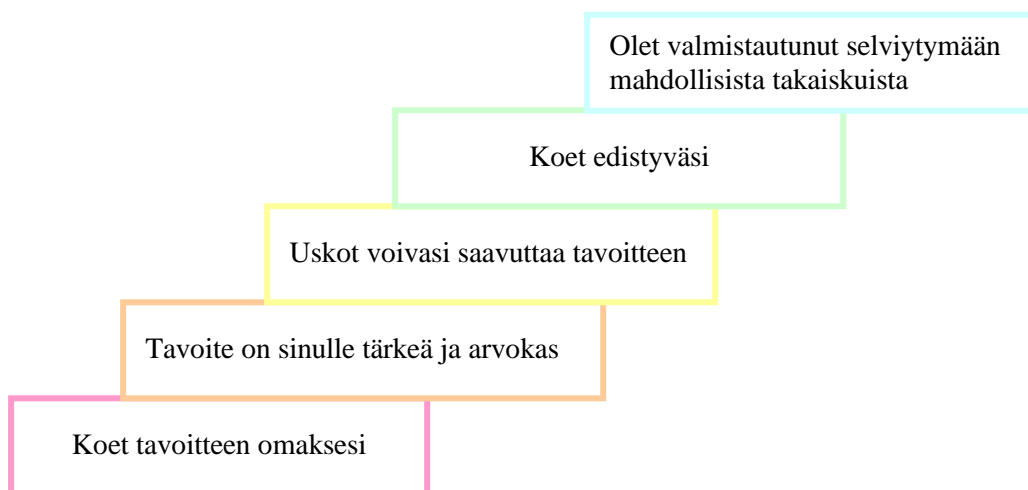 Olet valmistautunut selviytymään
mahdollisista takaiskuista
Koet edistyväsi
Uskot voivasi saavuttaa tavoitteen
Tavoite on sinulle tärkeä ja arvokas
Koet tavoitteen omaksesi